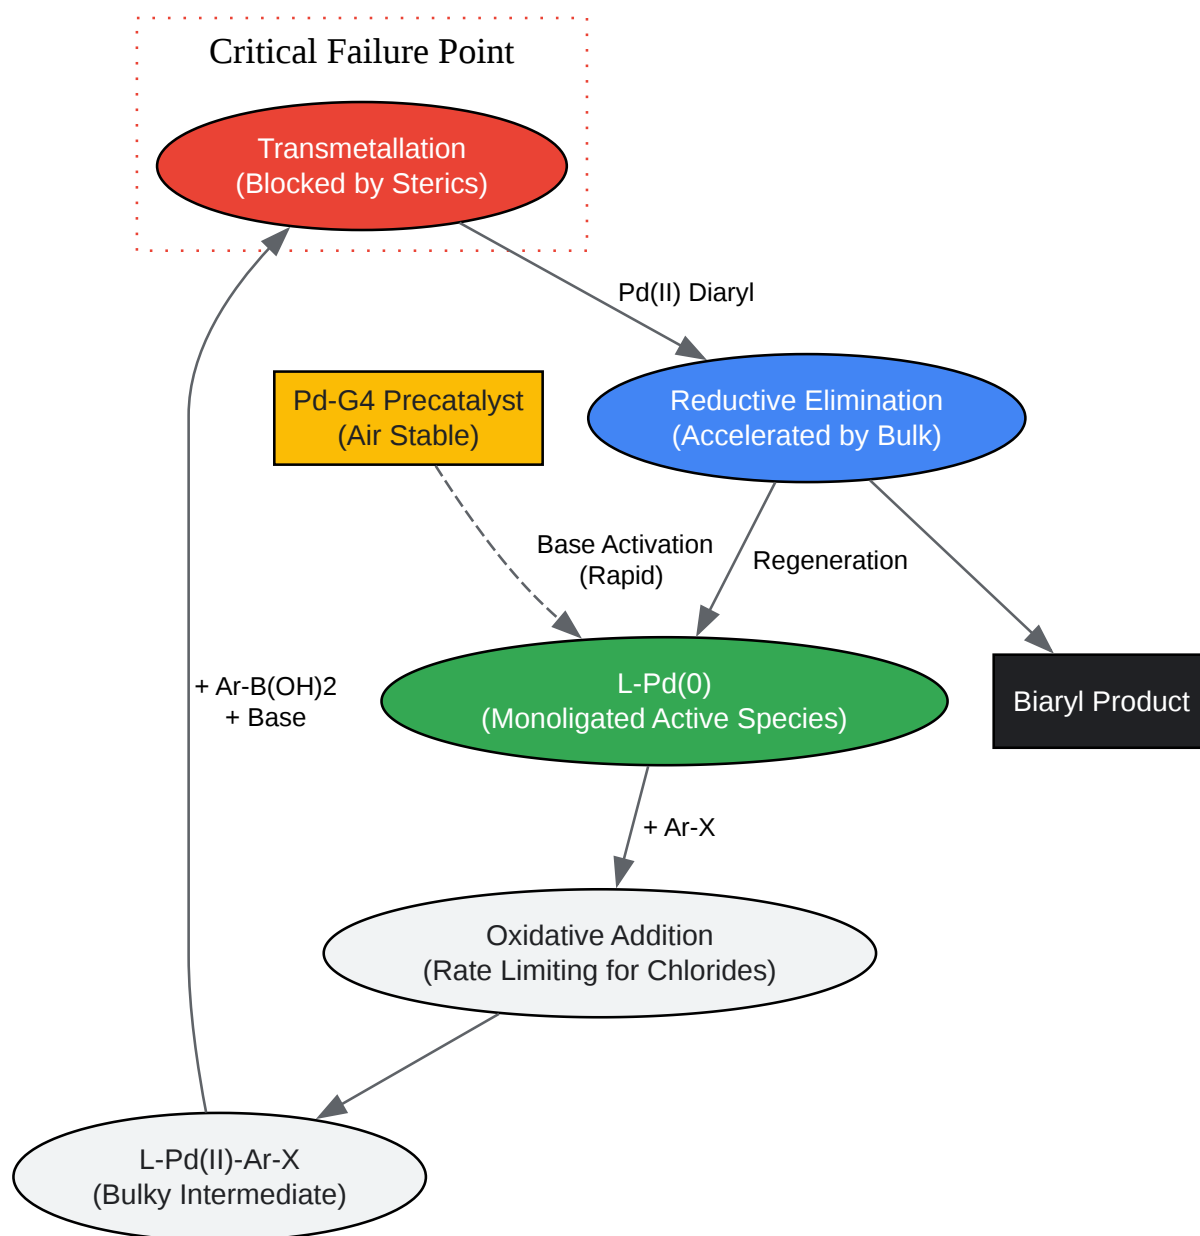 Critical Failure Point
Transmetallation
(Blocked by Sterics)
Pd(II) Diaryl
Pd-G4 Precatalyst
(Air Stable)
Reductive Elimination
(Accelerated by Bulk)
Base Activation
(Rapid)
Regeneration
+ Ar-B(OH)2
+ Base
L-Pd(0)
(Monoligated Active Species)
Biaryl Product
+ Ar-X
Oxidative Addition
(Rate Limiting for Chlorides)
L-Pd(II)-Ar-X
(Bulky Intermediate)